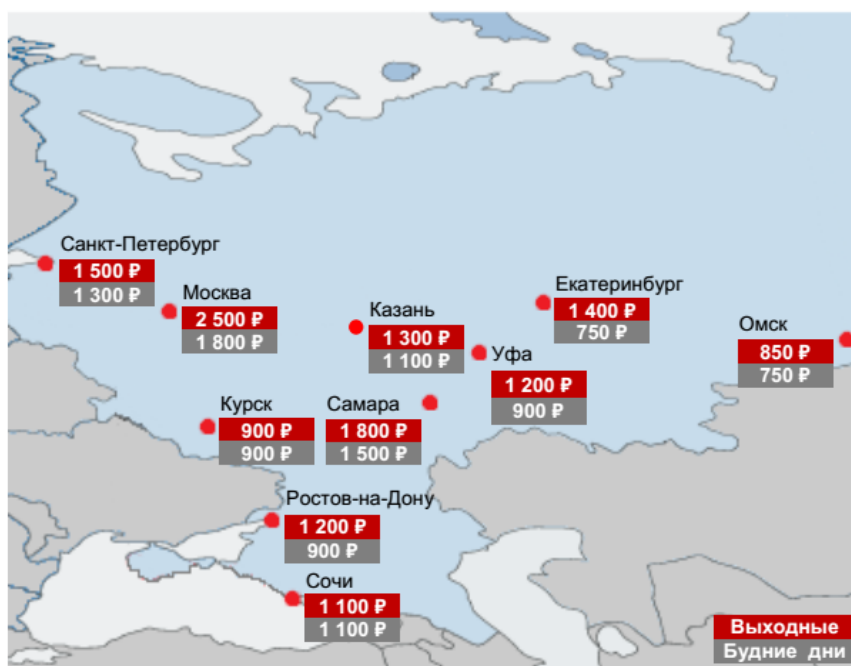 Санкт-Петербург
1 500 ₽
1 300 ₽
Москва
2 500 ₽
1 800 ₽
Казань
1 300 ₽
1 100 ₽
Екатеринбург
1 400 ₽
750 ₽
Омск
850 ₽
750 ₽
Уфа
1 200 ₽
900 ₽
Курск
900 ₽
900 ₽
Самара
1 800 ₽
1 500 ₽
Ростов-на-Дону
1 200 ₽
900 ₽
Сочи
1 100 ₽
1 100 ₽
Выходные
Будние дни